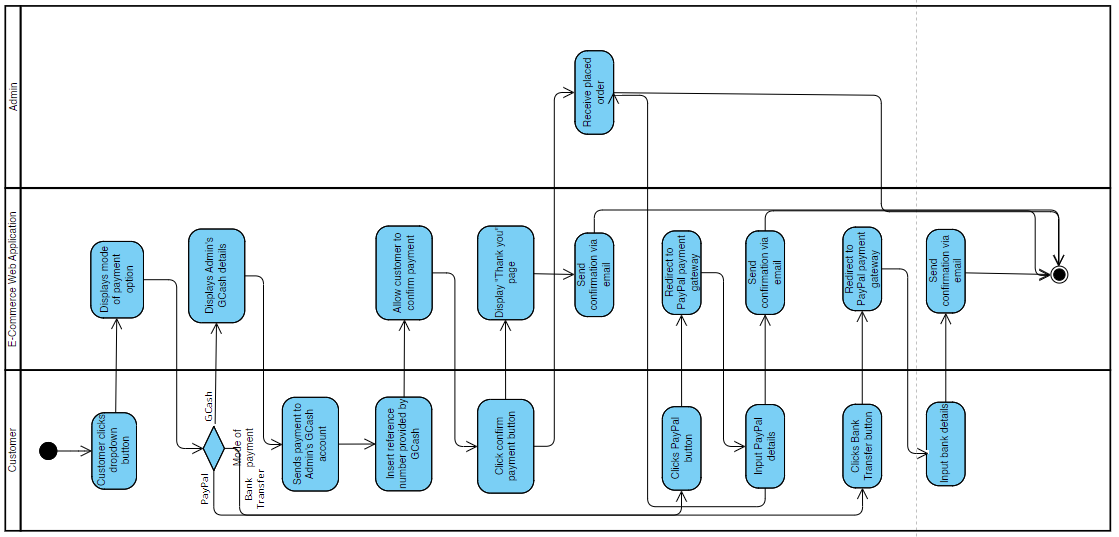 Admin
Receive placed
order
E-Commerce Web Application
Displays mode
of payment
option
Displays Admin's
GCash details
Allow customer to
confirm payment
Display "Thank you"
page
Send
confirmation via
email
Redirect to
PayPal payment
gateway
Send
confirmation via
email
Redirect to
PayPal payment
gateway
Send
confirmation via
email
Customer
Customer clicks
dropdown
button
GCash
Mode of
payment
PayPal
Bank
Transfer
Sends payment to
Admin's GCash
account
Insert reference
number provided by
GCash
Click confirm
payment button
Clicks PayPal
button
Input PayPal
details
Clicks Bank
Transfer button
Input bank details